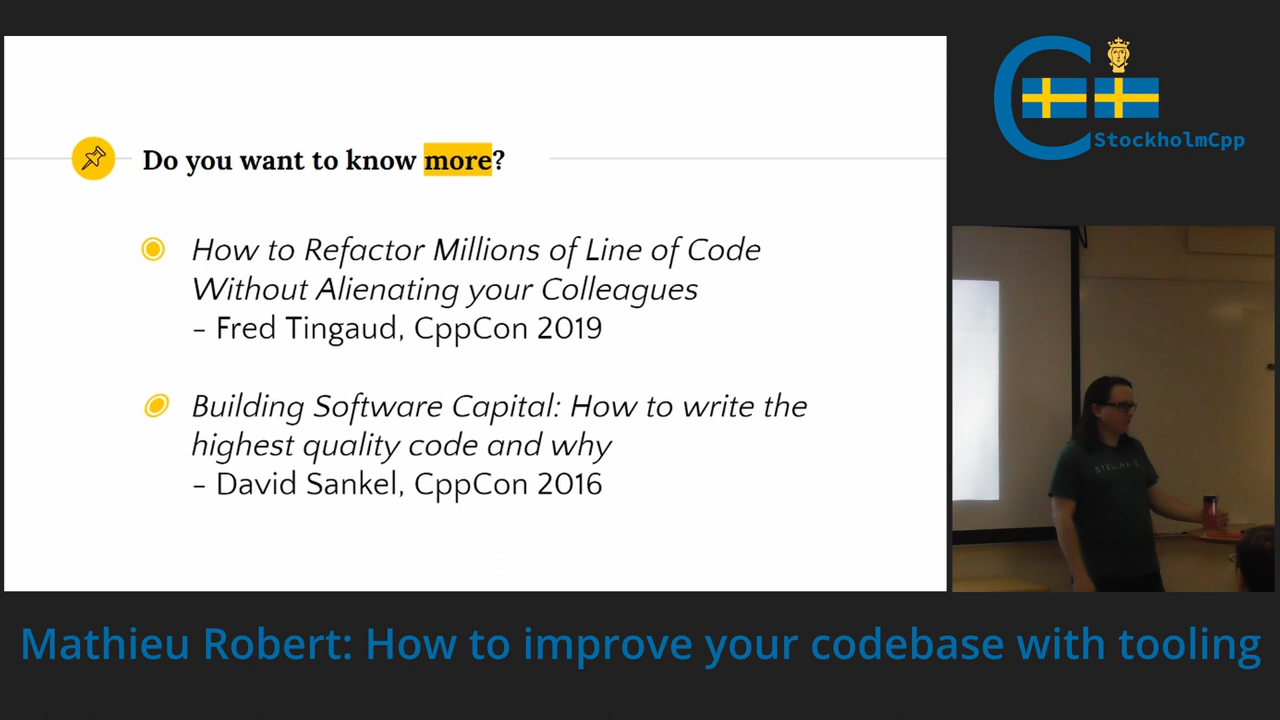 Do you want to know more?
How to Refactor Millions of Line of Code
Without Alienating your Colleagues
– Fred Tingaud, CppCon 2019
Building Software Capital: How to write the
highest quality code and why
– David Sankel, CppCon 2016
StockholmCpp
Mathieu Robert: How to improve your codebase with tooling